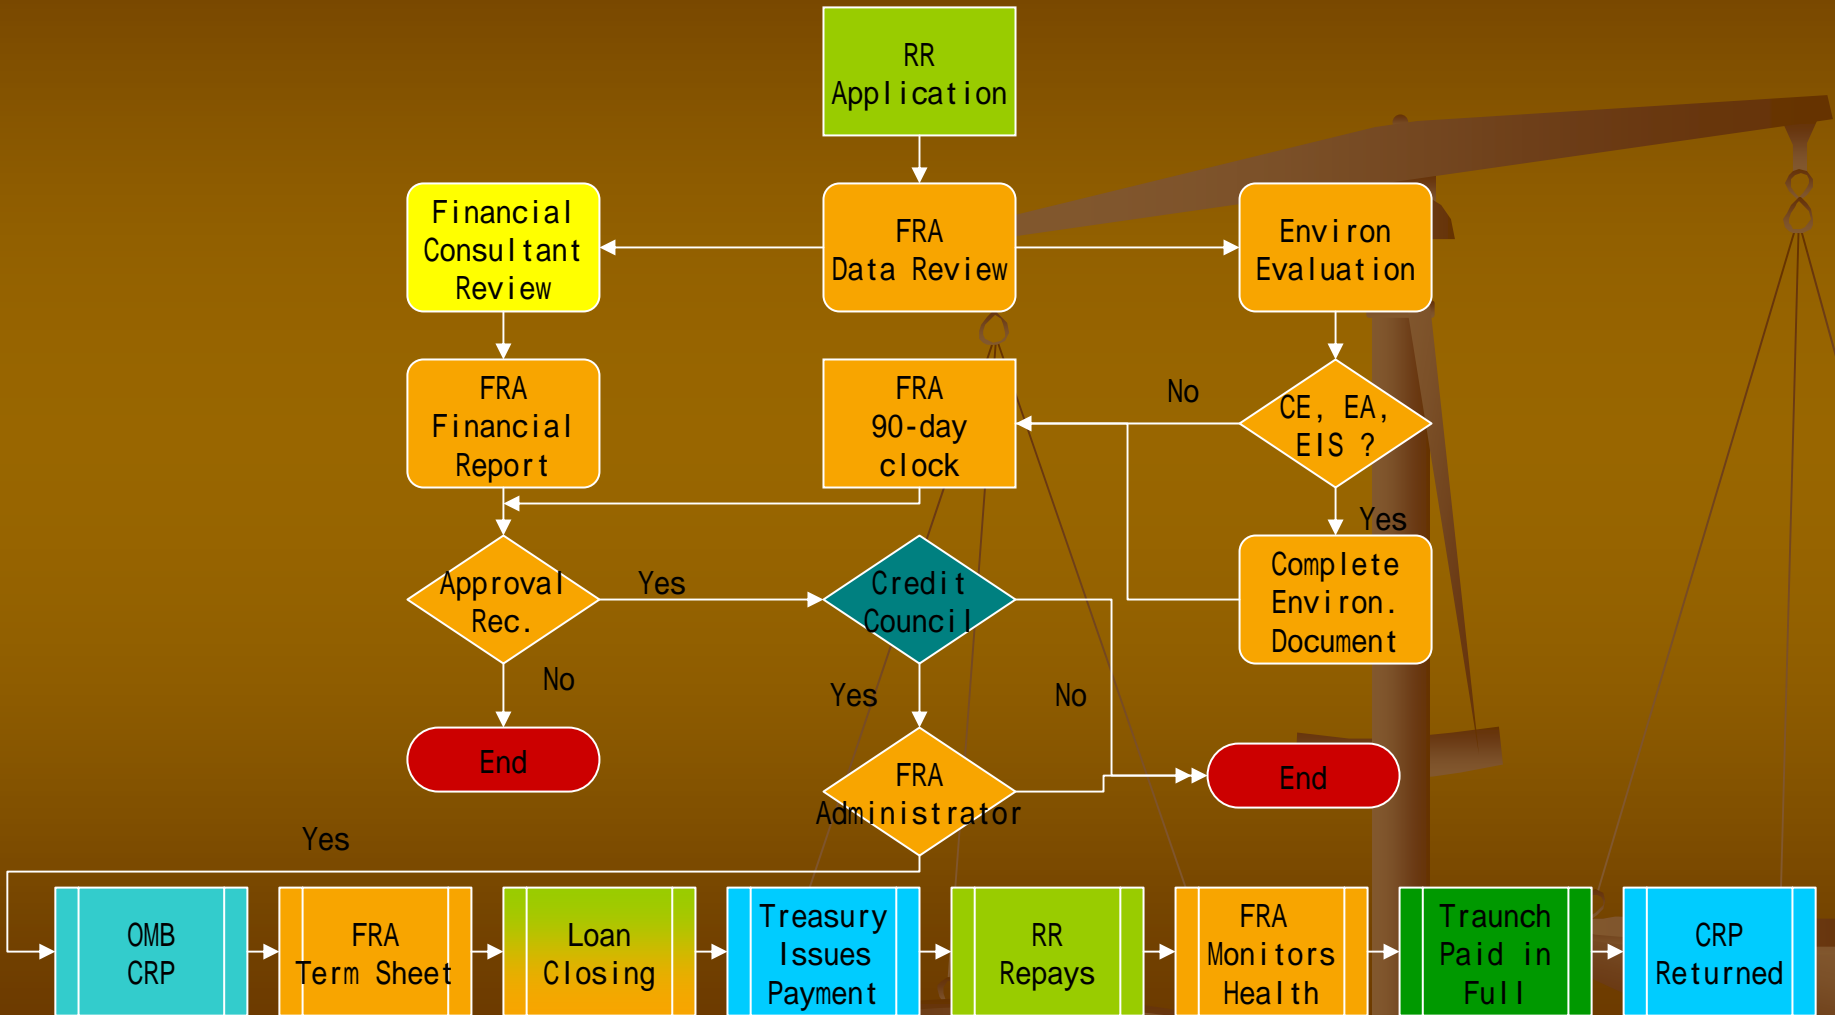 RR
Application
Financial
Consultant
Review
FRA
Data Review
Environ
Evaluation
FRA
Financial
Report
FRA
90-day
clock
No
CE, EA,
EIS ?
Yes
Approval
Rec.
Yes
Credit
Council
Complete
Environ.
Document
No
Yes
No
End
FRA
Administrator
End
Yes
OMB
CRP
FRA
Term Sheet
Loan
Closing
Treasury
Issues
Payment
RR
Repays
FRA
Monitors
Health
Traunch
Paid in
Full
CRP
Returned